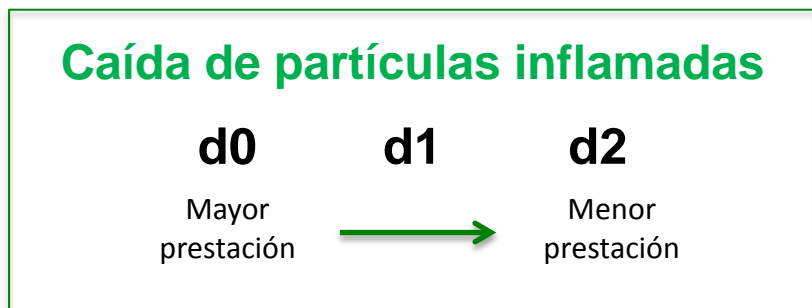 Caída de partículas inflamadas
d0 d1 d2
Mayor prestación
Menor prestación